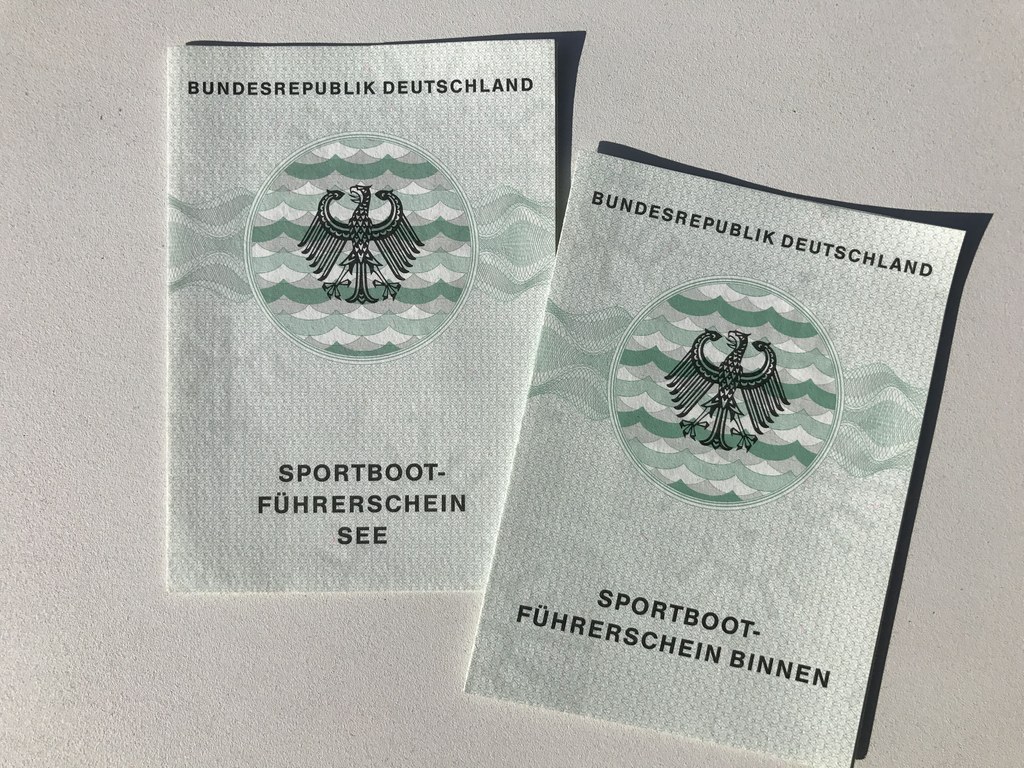 BUNDESREPUBLIK DEUTSCHLAND
SPORTBOOT-
FÜHRERSCHEIN
SEE
BUNDESREPUBLIK DEUTSCHLAND
SPORTBOOT-
FÜHRERSCHEIN BINNEN